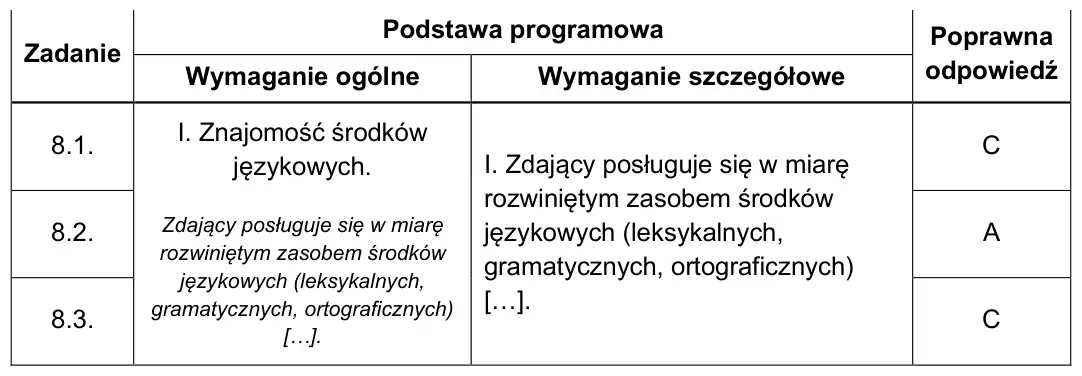 Zadanie
Podstawa programowa
Poprawna
odpowiedź
Wymaganie ogólne
Wymaganie szczegółowe
8.1.
I. Znajomość środków
językowych.
Zdający posługuje się w miarę
rozwiniętym zasobem środków
językowych (leksykalnych,
gramatycznych, ortograficznych)
[…].
I. Zdający posługuje się w miarę
rozwiniętym zasobem środków
językowych (leksykalnych,
gramatycznych, ortograficznych)
[…].
C
8.2.
A
8.3.
C